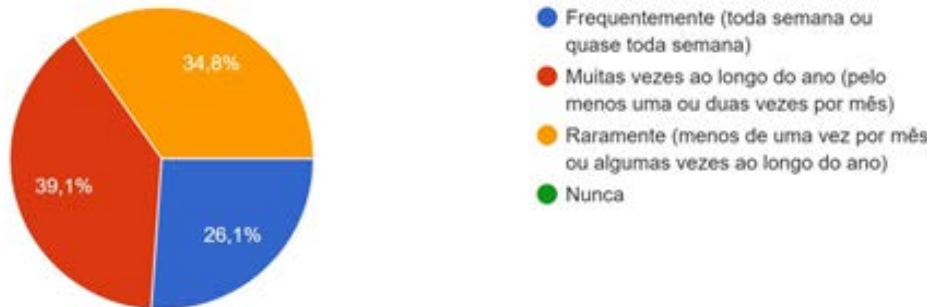 34,8%
39,1%
26,1%
Frequentemente (toda semana ou
quase toda semana)
Muitas vezes ao longo do ano (pelo
menos uma ou duas vezes por mês)
Raramente (menos de uma vez por mês
ou algumas vezes ao longo do ano)
Nunca